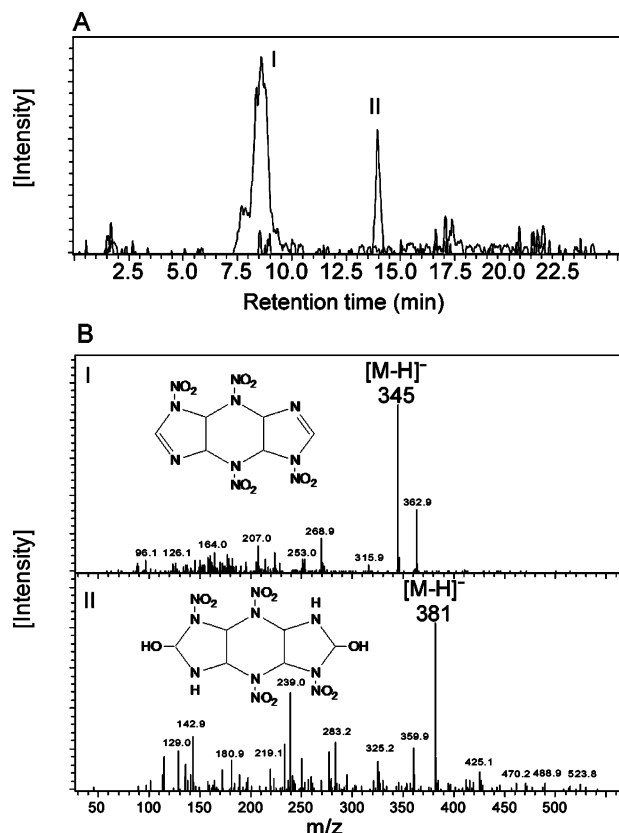 A
[Intensity]
I
II
2.5 5.0 7.5 10.0 12.5 15.0 17.5 20.0 22.5
Retention time (min)
B
[Intensity]
I
[M-H]⁻
345
NO₂
NO₂
N
N
N
N
N
N
NO₂
NO₂
362.9
268.9
207.0
164.0
96.1
126.1
253.0
315.9
II
[M-H]⁻
381
NO₂
NO₂
H
N
N
N
HO
OH
N
N
N
H
NO₂
NO₂
239.0
142.9
129.0
180.9
219.1
283.2
325.2
359.9
425.1
470.2
488.9
523.8
50 100 150 200 250 300 350 400 450 500
m/z